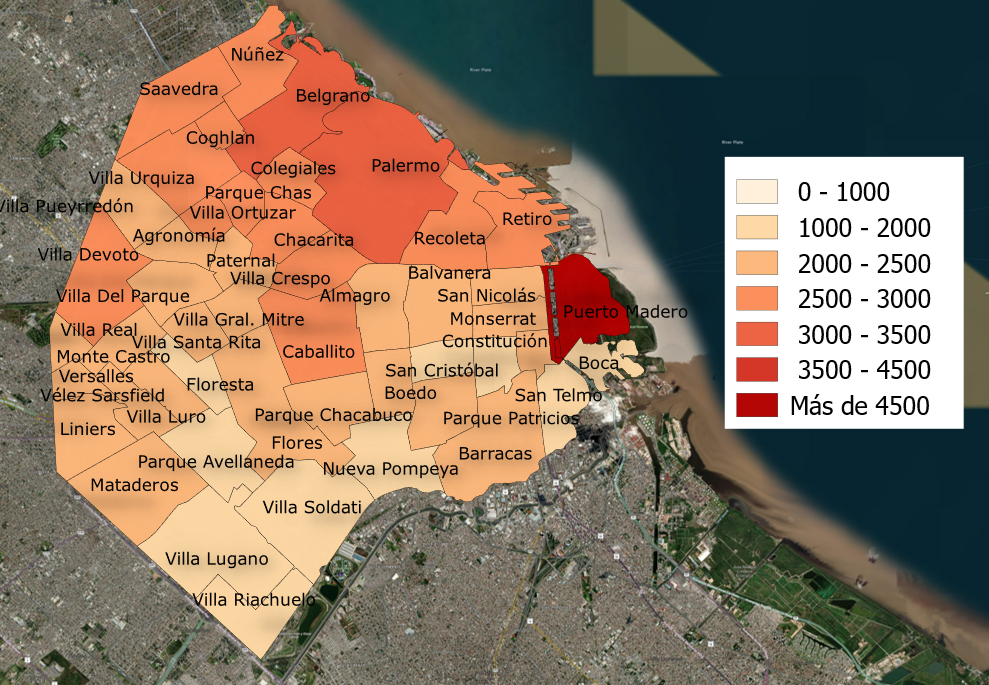 Núñez
River Plate
Saavedra
Belgrano
Coghlan
River Plate
Colegiales
Palermo
Villa Urquiza
Parque Chas
Villa Pueyrredón
Villa Ortuzar
Retiro
Agronomía
Chacarita
Recoleta
Villa Devoto
Paternal
Villa Crespo
Balvanera
Villa Del Parque
Almagro
San Nicolás
Puerto Madero
Villa Gral. Mitre
Monserrat
Villa Real
Villa Santa Rita
Constitución
Monte Castro
Caballito
Boca
Versalles
San Cristóbal
Floresta
Vélez Sarsfield
Boedo
San Telmo
Villa Luro
Parque Chacabuco
Parque Patricios
Liniers
Flores
Barracas
Parque Avellaneda
Nueva Pompeya
Mataderos
Villa Soldati
Villa Lugano
Villa Riachuelo
0 - 1000
1000 - 2000
2000 - 2500
2500 - 3000
3000 - 3500
3500 - 4500
Más de 4500